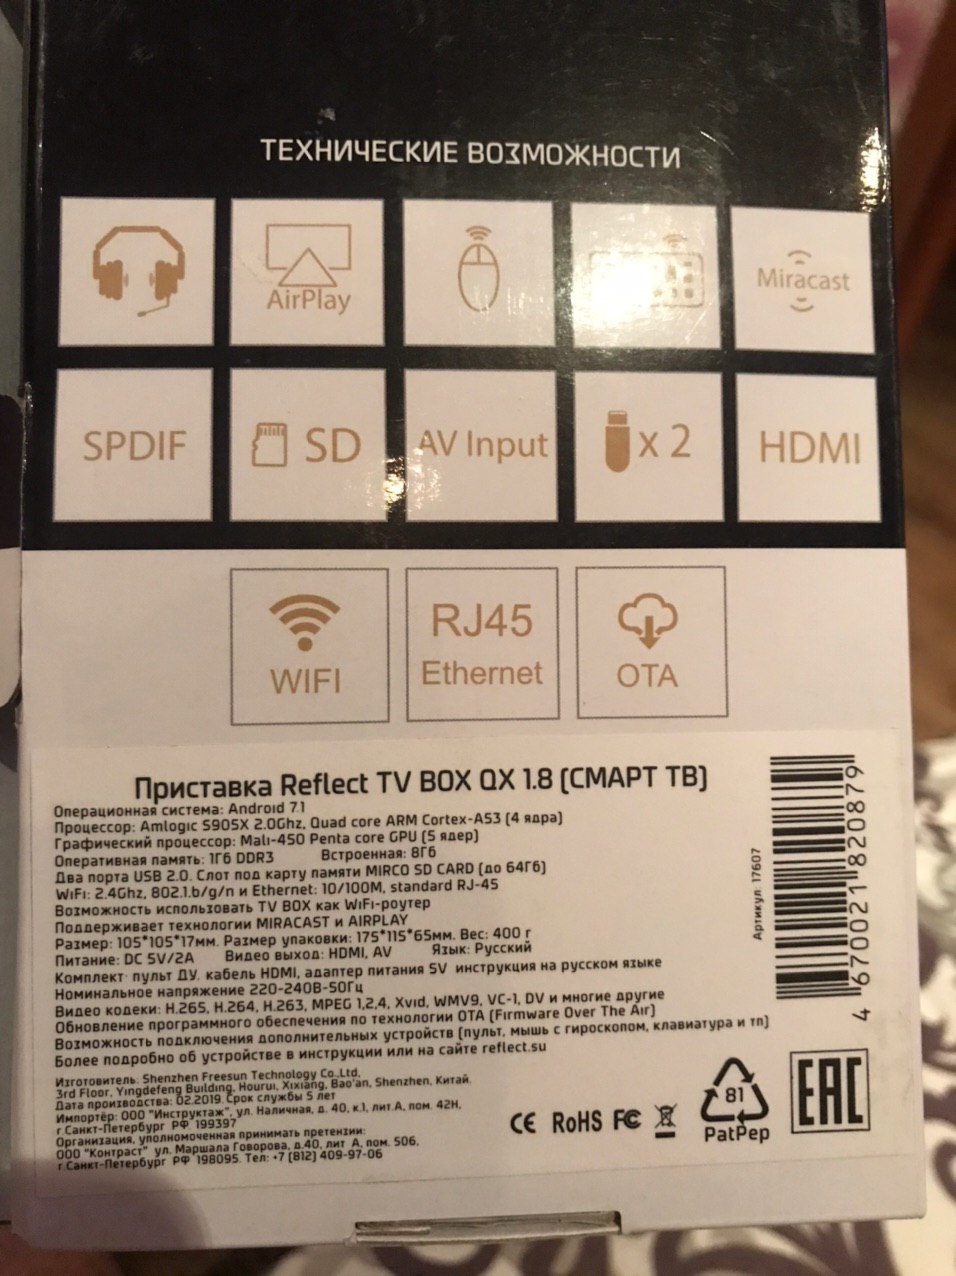 ТЕХНИЧЕСКИЕ ВОЗМОЖНОСТИ
AirPlay
Miracast
SPDIF
SD
AV Input
x 2
HDMI
WIFI
RJ45
Ethernet
OTA
Приставка Reflect TV BOX QX 1.8 (СМАРТ ТВ)
Операционная система: Android 7.1
Процессор: Amlogic S905X 2.0Ghz, Quad core ARM Cortex-A53 (4 ядра)
Графический процессор: Mali-450 Penta core GPU (5 ядер)
Оперативная память: 1Гб DDR3 Встроенная: 8Гб
Два порта USB 2.0. Слот под карту памяти MIRCO SD CARD (до 64Гб)
WiFi: 2.4Ghz, 802.1.b/g/n и Ethernet: 10/100M, standard RJ-45
Возможность использовать TV BOX как WiFi-роутер
Поддерживает технологии MIRACAST и AIRPLAY
Размер: 105*105*17мм. Размер упаковки: 175*115*65мм. Вес: 400 г
Питание: DC 5V/2A Видео выход: HDMI, AV Язык: Русский
Комплект: пульт ДУ, кабель HDMI, адаптер питания 5V инструкция на русском языке
Номинальное напряжение 220-240В-50Гц
Видео кодеки: H.265, H.264, H.263, MPEG 1,2,4, Xvid, WMV9, VC-1, DV и многие другие
Обновление программного обеспечения по технологии OTA (Firmware Over The Air)
Возможность подключения дополнительных устройств (пульт, мышь с гироскопом, клавиатура и тп)
Более подробно об устройстве в инструкции или на сайте reflect.su
Изготовитель: Shenzhen Freesun Technology Co.,Ltd,
3rd Floor, Yingdefeng Building, Hourui, Xixiang, Bao'an, Shenzhen, Китай.
Дата производства: 02.2019 Срок службы 5 лет
Импортёр: ООО "Инструктаж", ул. Наличная, д. 40, к.1, лит.А, пом. 42Н,
г Санкт-Петербург РФ 199397
Организация, уполномоченная принимать претензии:
ООО "Контраст" ул. Маршала Говорова, д.40, лит А, пом. 506,
г.Санкт-Петербург РФ 198095. Тел: +7 (812) 409-97-06
Артикул: 17607
4 670021 820879
CE RoHS FC
81
PatPep
EAC